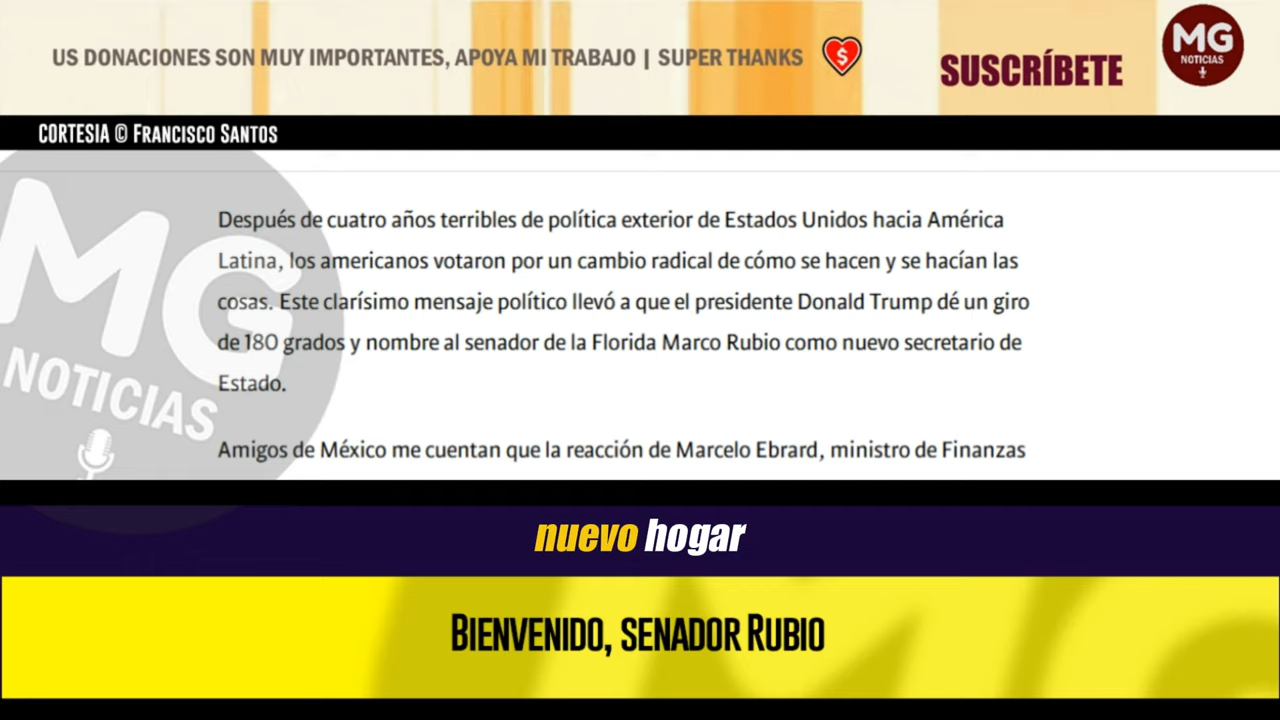 US DONACIONES SON MUY IMPORTANTES, APOYA MI TRABAJO | SUPER THANKS
$
SUSCRÍBETE
MG
NOTICIAS
CORTESIA © FRANCISCO SANTOS
MG
NOTICIAS
Después de cuatro años terribles de política exterior de Estados Unidos hacia América
Latina, los americanos votaron por un cambio radical de cómo se hacen y se hacían las
cosas. Este clarísimo mensaje político llevó a que el presidente Donald Trump dé un giro
de 180 grados y nombre al senador de la Florida Marco Rubio como nuevo secretario de
Estado.
Amigos de México me cuentan que la reacción de Marcelo Ebrard, ministro de Finanzas
nuevo hogar
BIENVENIDO, SENADOR RUBIO